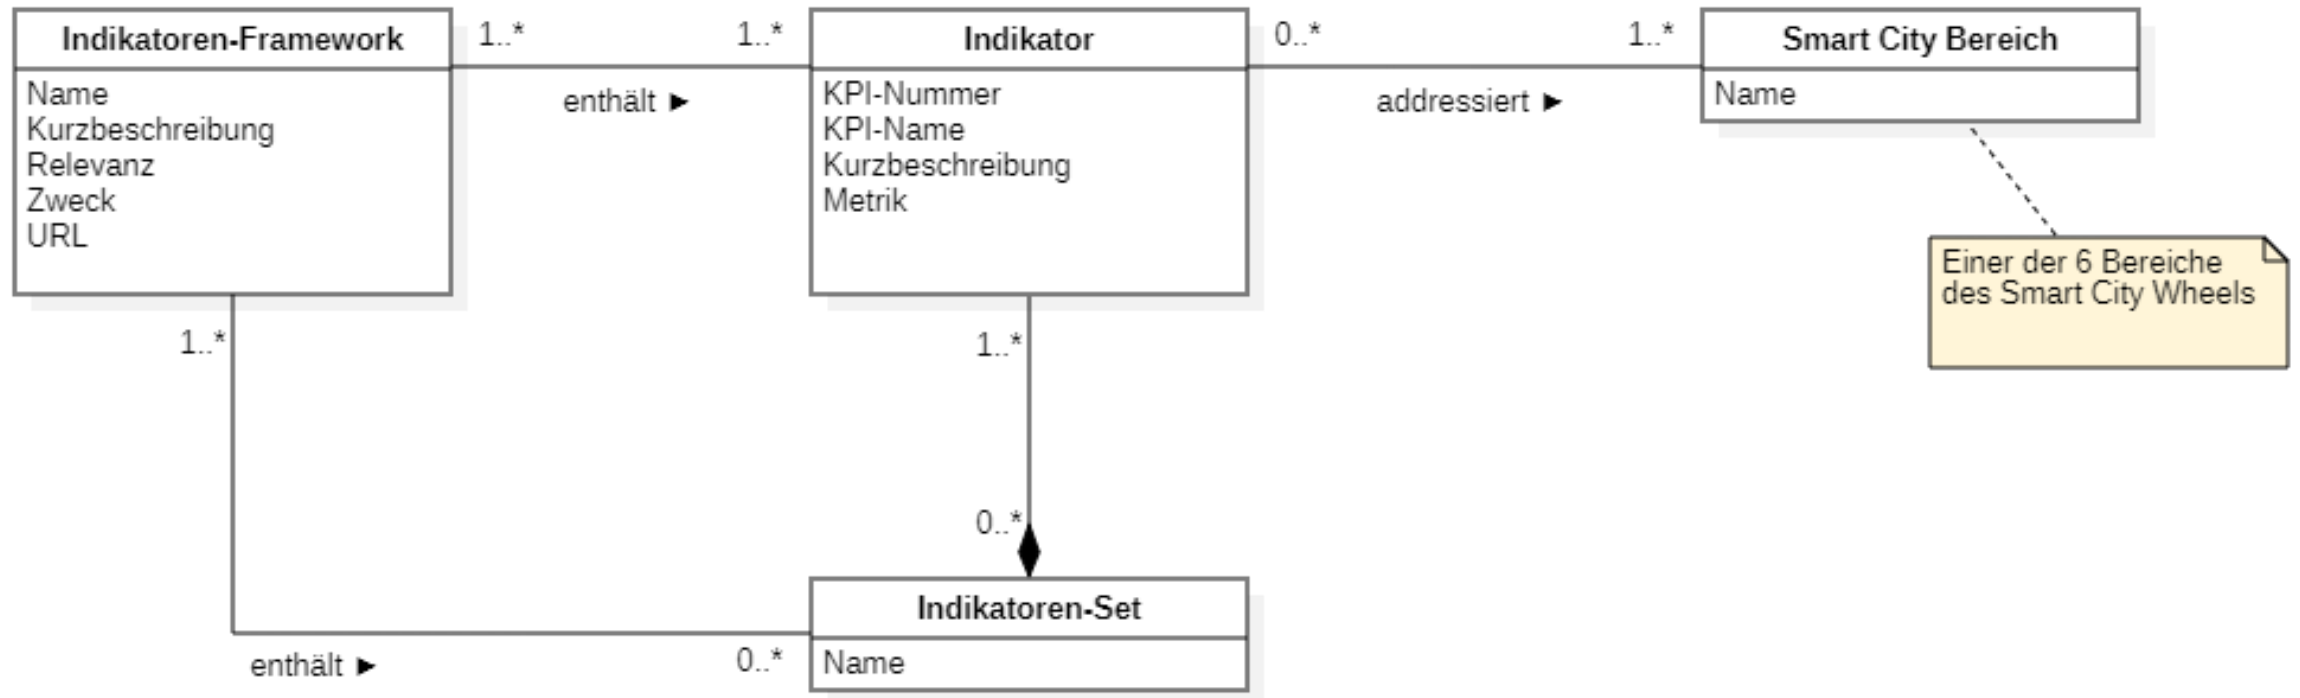 Indikatoren-Framework
Name
Kurzbeschreibung
Relevanz
Zweck
URL
1..*
1..*
enthält ►
Indikator
KPI-Nummer
KPI-Name
Kurzbeschreibung
Metrik
0..*
1..*
addressiert ►
Smart City Bereich
Name
Einer der 6 Bereiche
des Smart City Wheels
1..*
1..*
0..*
enthält ►
0..*
Indikatoren-Set
Name